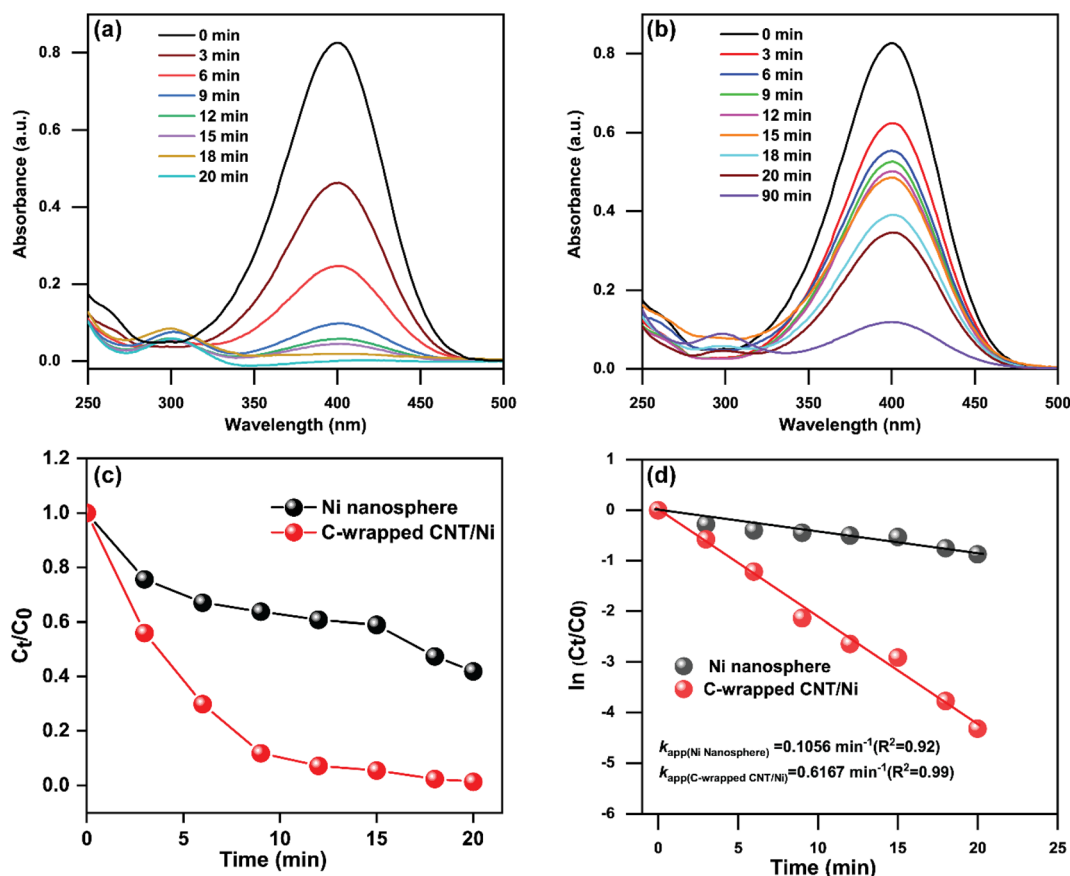 (a)
0 min
3 min
6 min
9 min
12 min
15 min
18 min
20 min
0.8
0.6
0.4
0.2
0.0
Absorbance (a.u.)
250 300 350 400 450 500
Wavelength (nm)
(b)
0 min
3 min
6 min
9 min
12 min
15 min
18 min
20 min
90 min
0.8
0.6
0.4
0.2
0.0
Absorbance (a.u.)
250 300 350 400 450 500
Wavelength (nm)
(c)
Ni nanosphere
C-wrapped CNT/Ni
1.2
1.0
0.8
0.6
0.4
0.2
0.0
Ct/C0
0 5 10 15 20
Time (min)
(d)
1
0
-1
-2
-3
-4
-5
-6
ln (Ct/C0)
Ni nanosphere
C-wrapped CNT/Ni
kapp(Ni Nanosphere) =0.1056 min-1(R2=0.92)
kapp(C-wrapped CNT/Ni)=0.6167 min-1(R2=0.99)
0 5 10 15 20 25
Time (min)